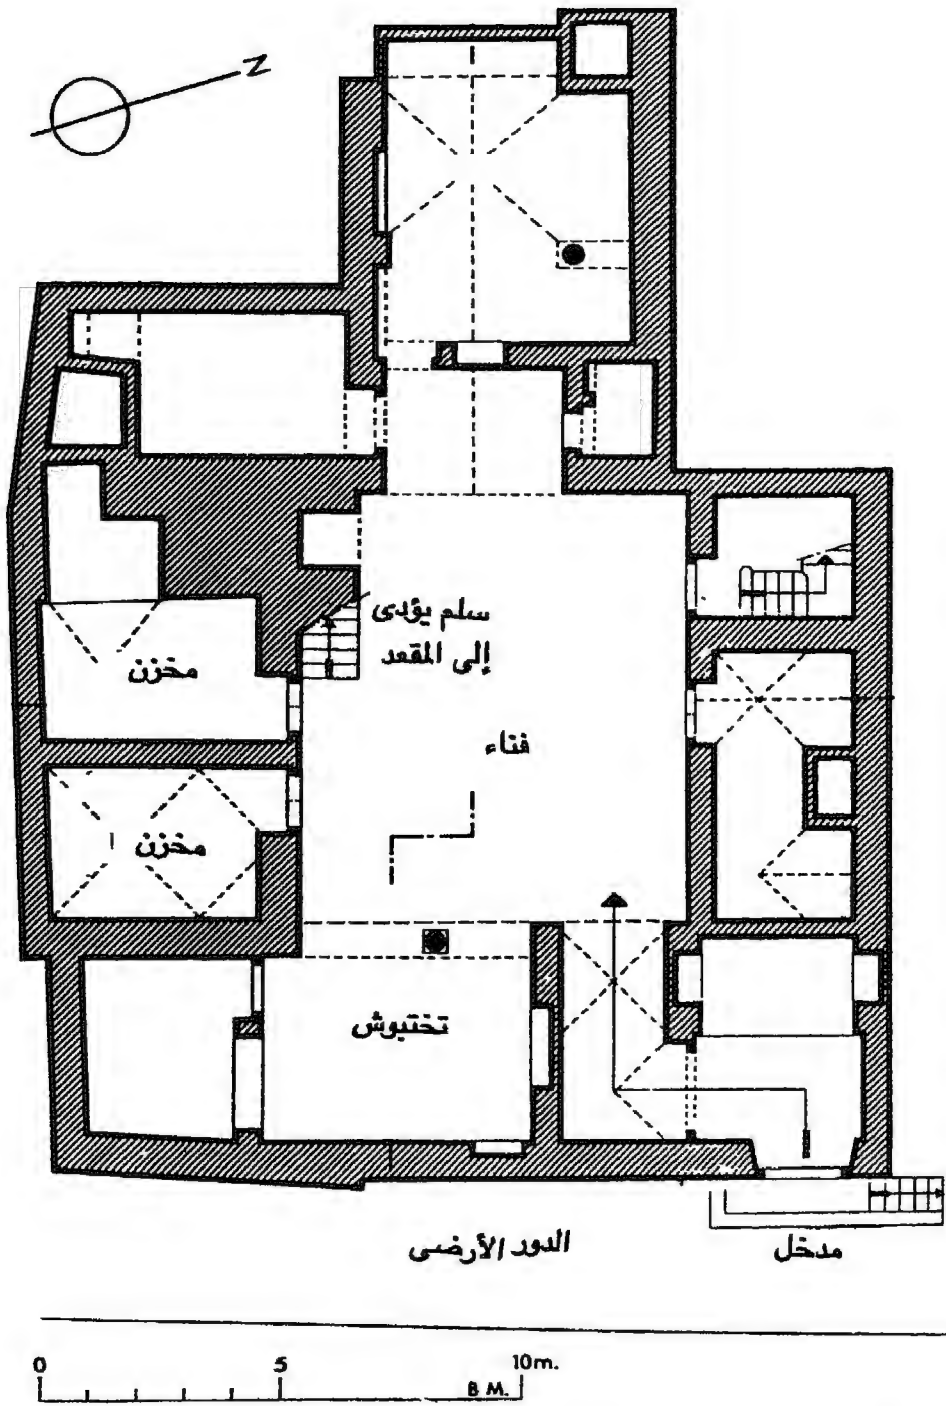 N
سلم يؤدى
إلى المقعد
مخزن
فناء
مخزن
تختبوش
الدور الأرضى
مدخل
0 5 10m.
B M.